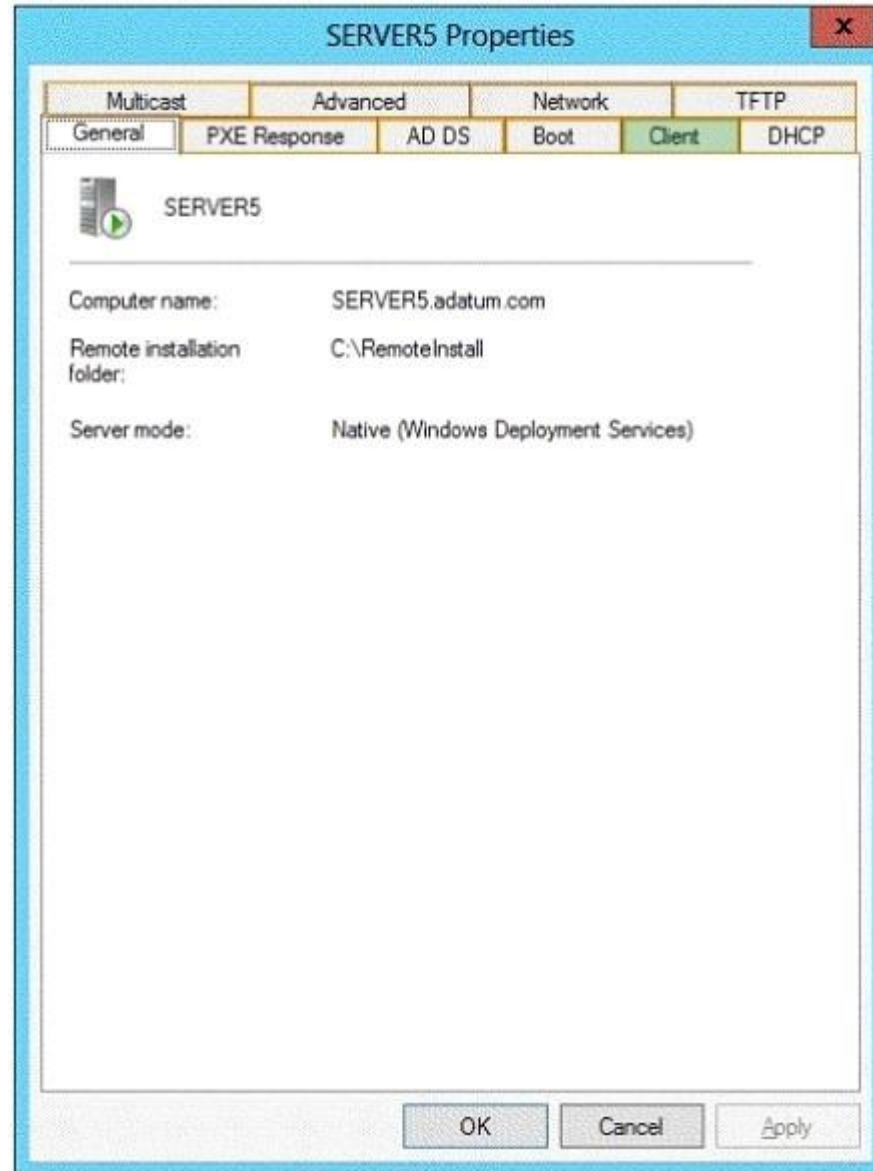 SERVER5 Properties
x
Multicast Advanced Network TFTP
General PXE Response AD DS Boot Client DHCP
SERVER5
Computer name: SERVER5.adatum.com
Remote installation C:\RemoteInstall
folder:
Server mode: Native (Windows Deployment Services)
OK Cancel Apply